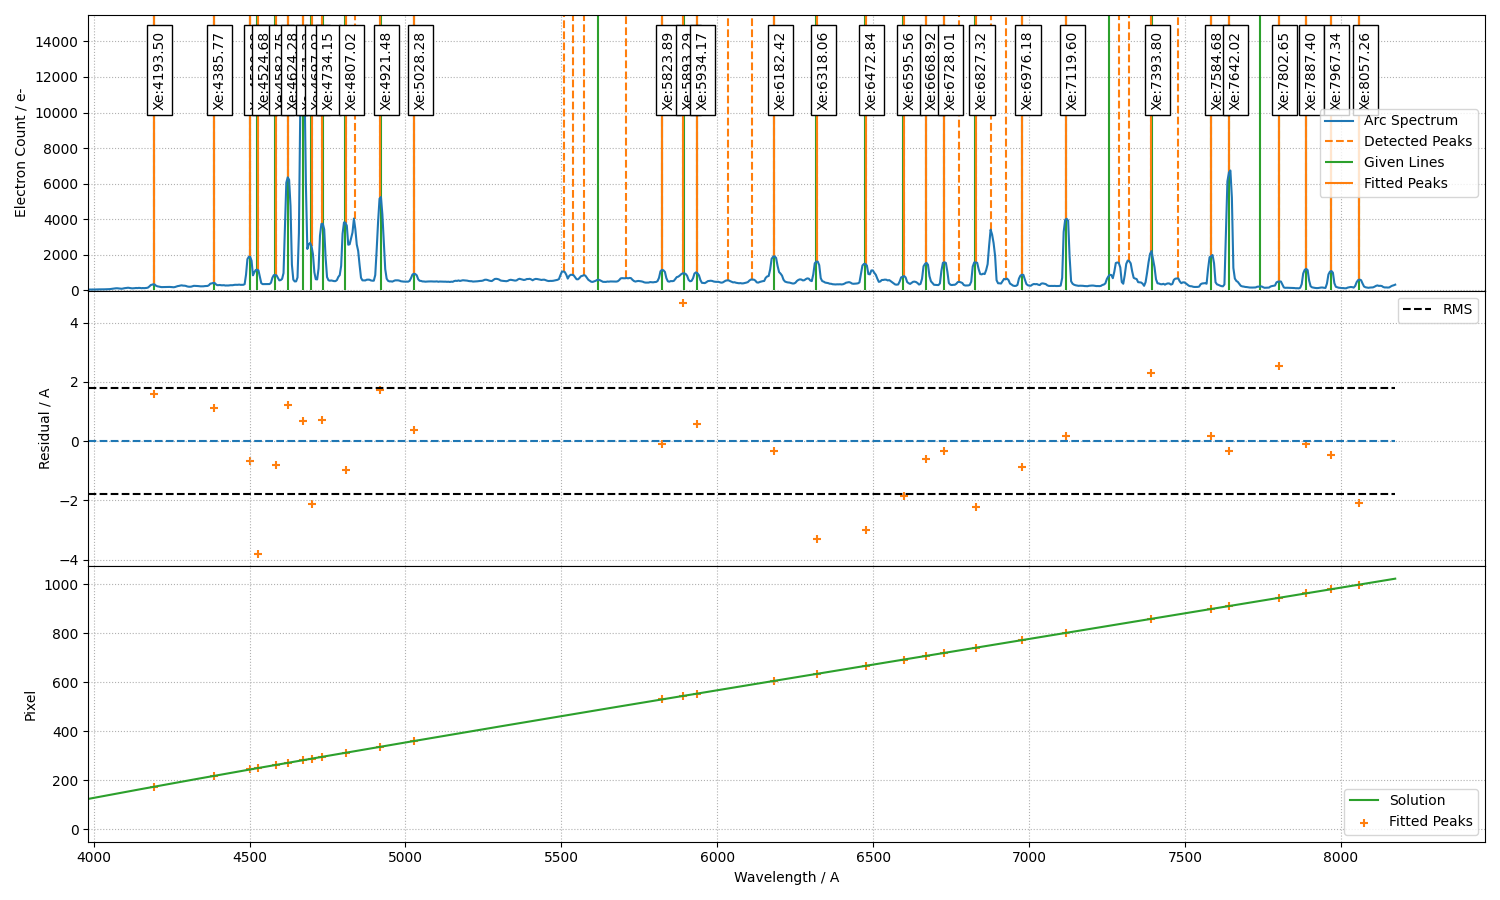 Electron Count / e-
14000
12000
10000
8000
6000
4000
2000
0
Xe:4193.50
Xe:4385.77
Xe:4524.68
Xe:4624.28
Xe:4734.15
Xe:4807.02
Xe:4921.48
Xe:5028.28
Xe:5823.89
Xe:5934.17
Xe:6182.42
Xe:6318.06
Xe:6472.84
Xe:6595.56
Xe:6668.92
Xe:6728.01
Xe:6827.32
Xe:6976.18
Xe:7119.60
Xe:7393.80
Xe:7584.68
Xe:7642.02
Xe:7802.65
Xe:7887.40
Xe:7967.34
Xe:8057.26
Arc Spectrum
Detected Peaks
Given Lines
Fitted Peaks
Residual / A
4
2
0
−2
−4
RMS
Pixel
1000
800
600
400
200
0
Solution
Fitted Peaks
4000 4500 5000 5500 6000 6500 7000 7500 8000
Wavelength / A